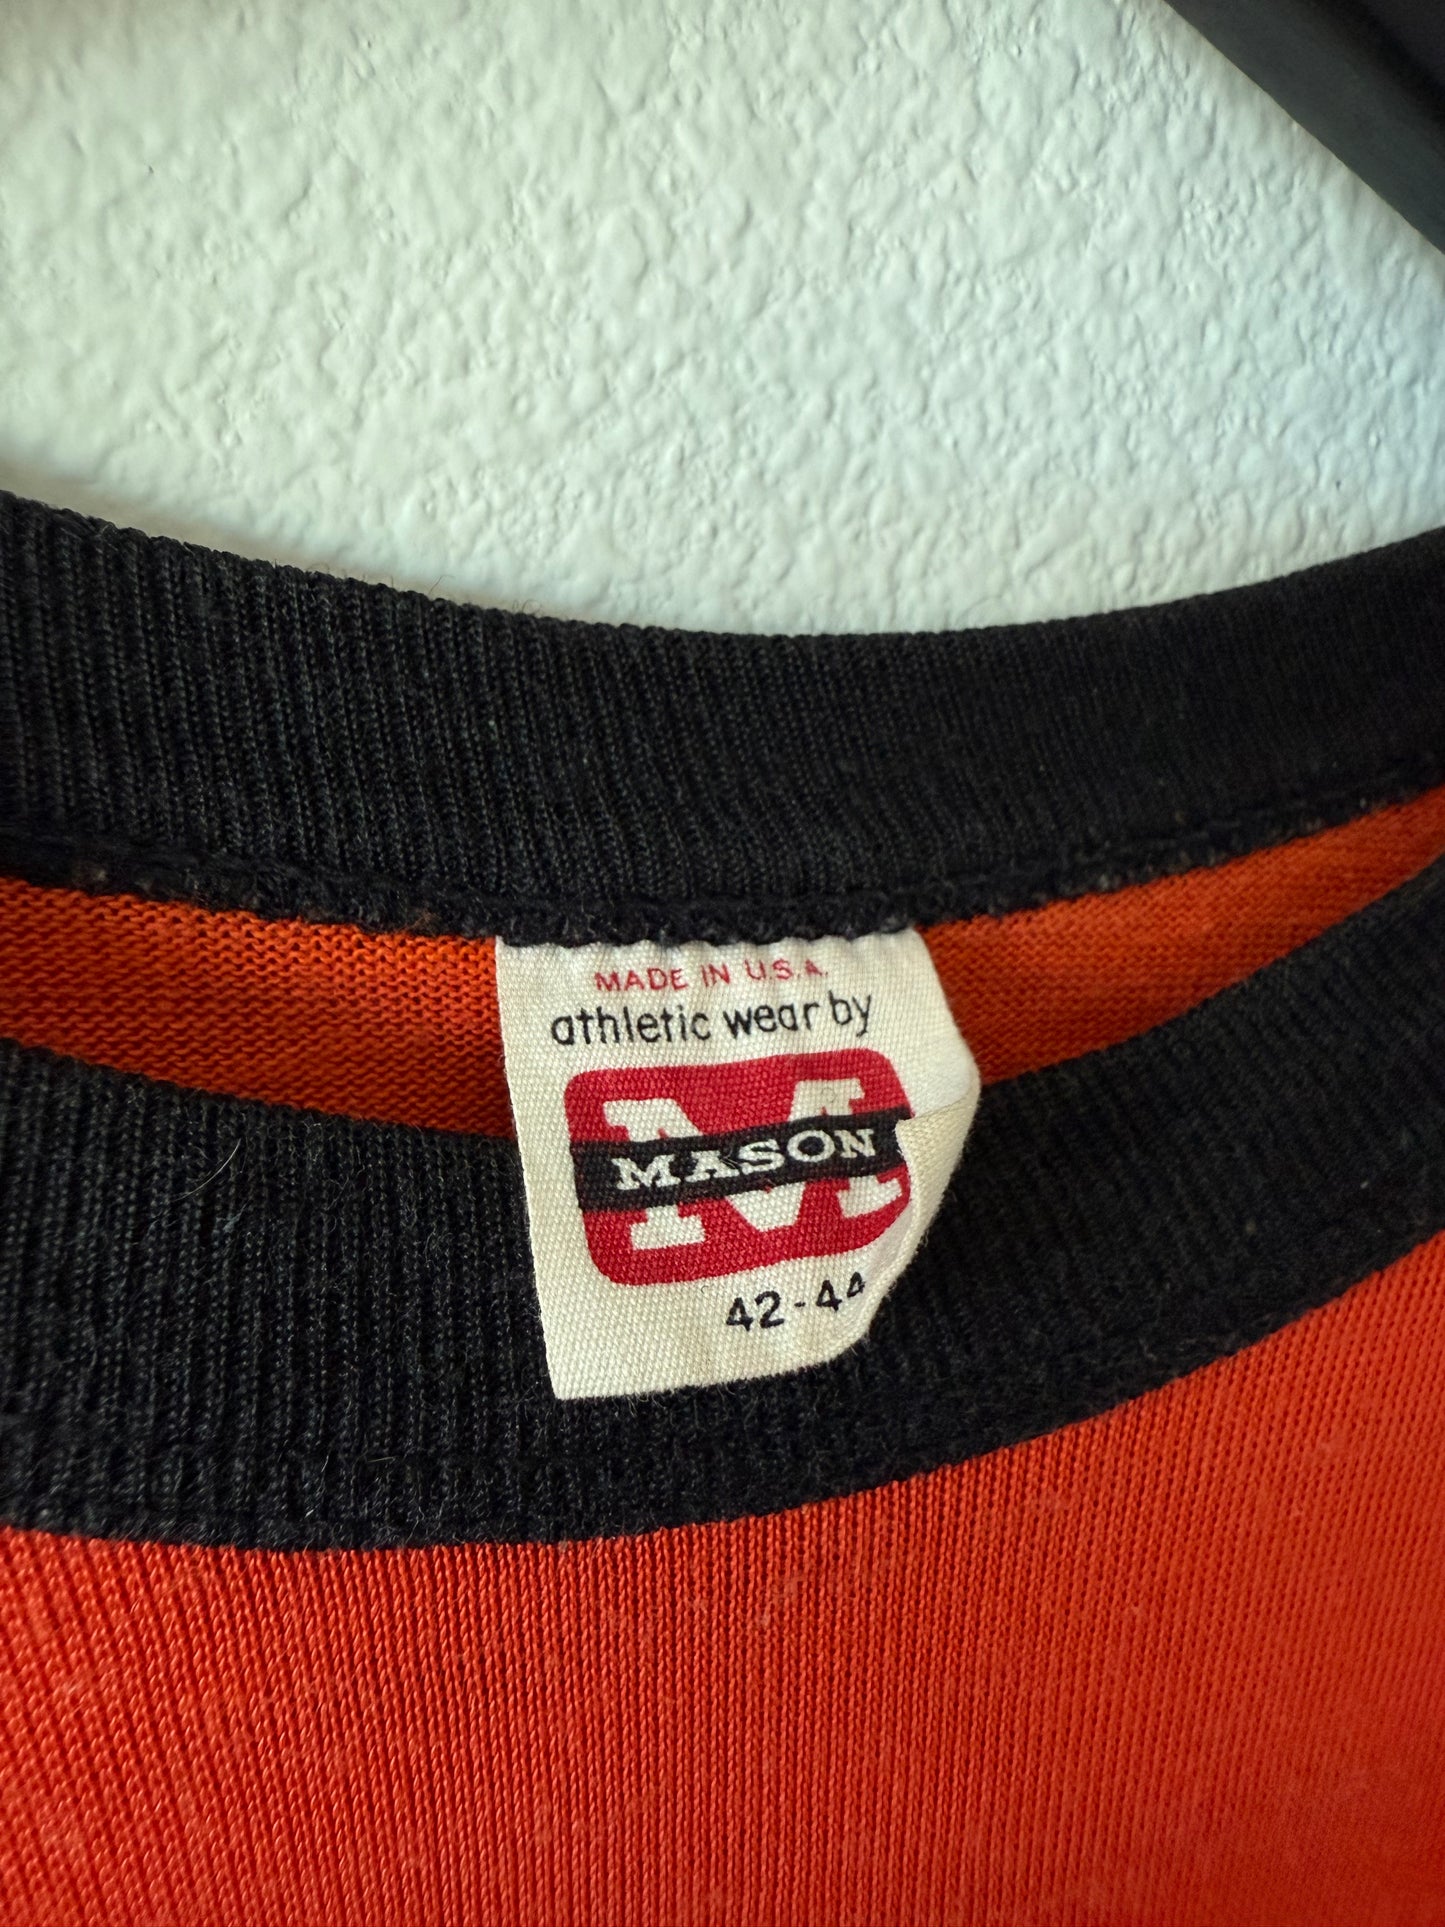 MADE IN U.S.A.
athletic wear by
M
MASON
42-44